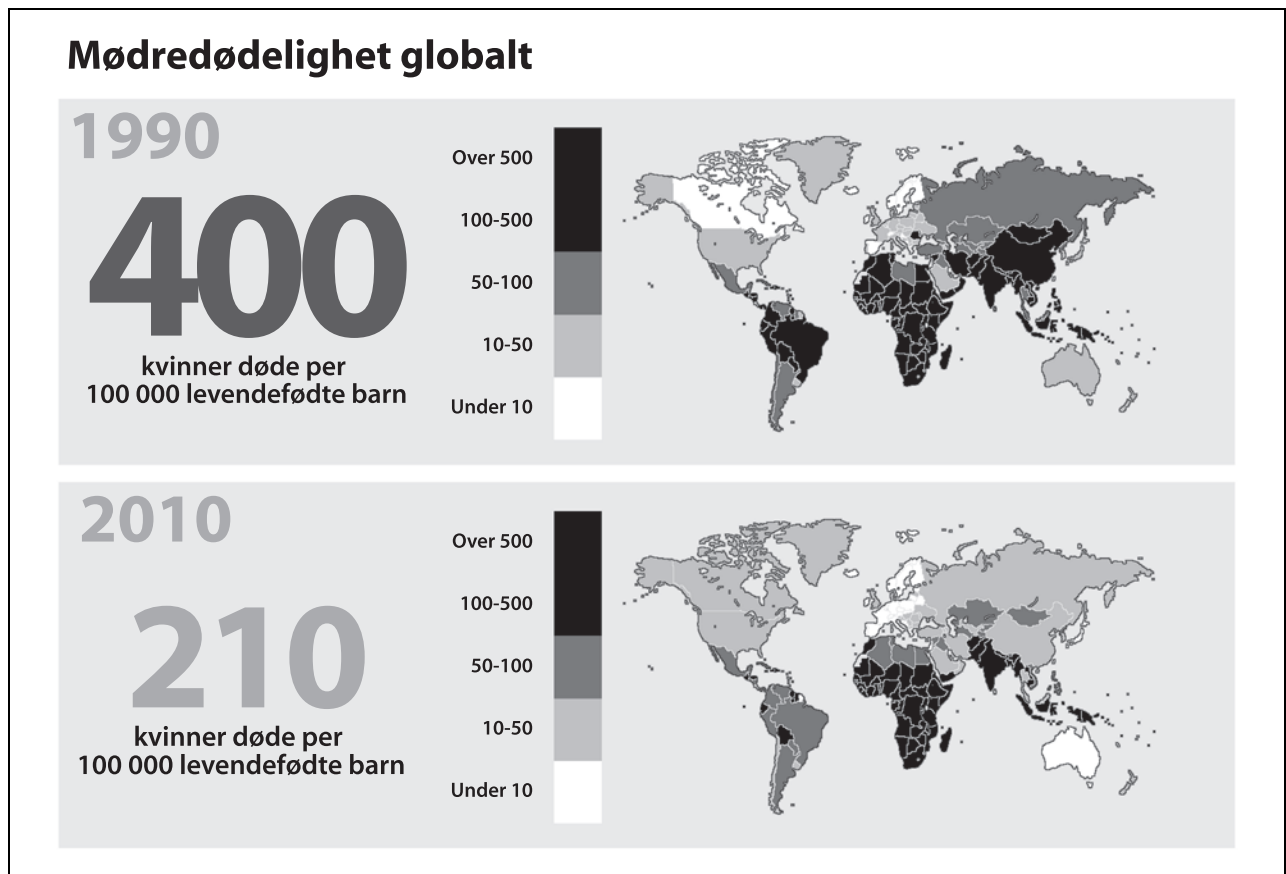 Mødredødelighet globalt
1990
400
kvinner døde per
100 000 levendefødte barn
Over 500
100-500
50-100
10-50
Under 10
2010
210
kvinner døde per
100 000 levendefødte barn
Over 500
100-500
50-100
10-50
Under 10